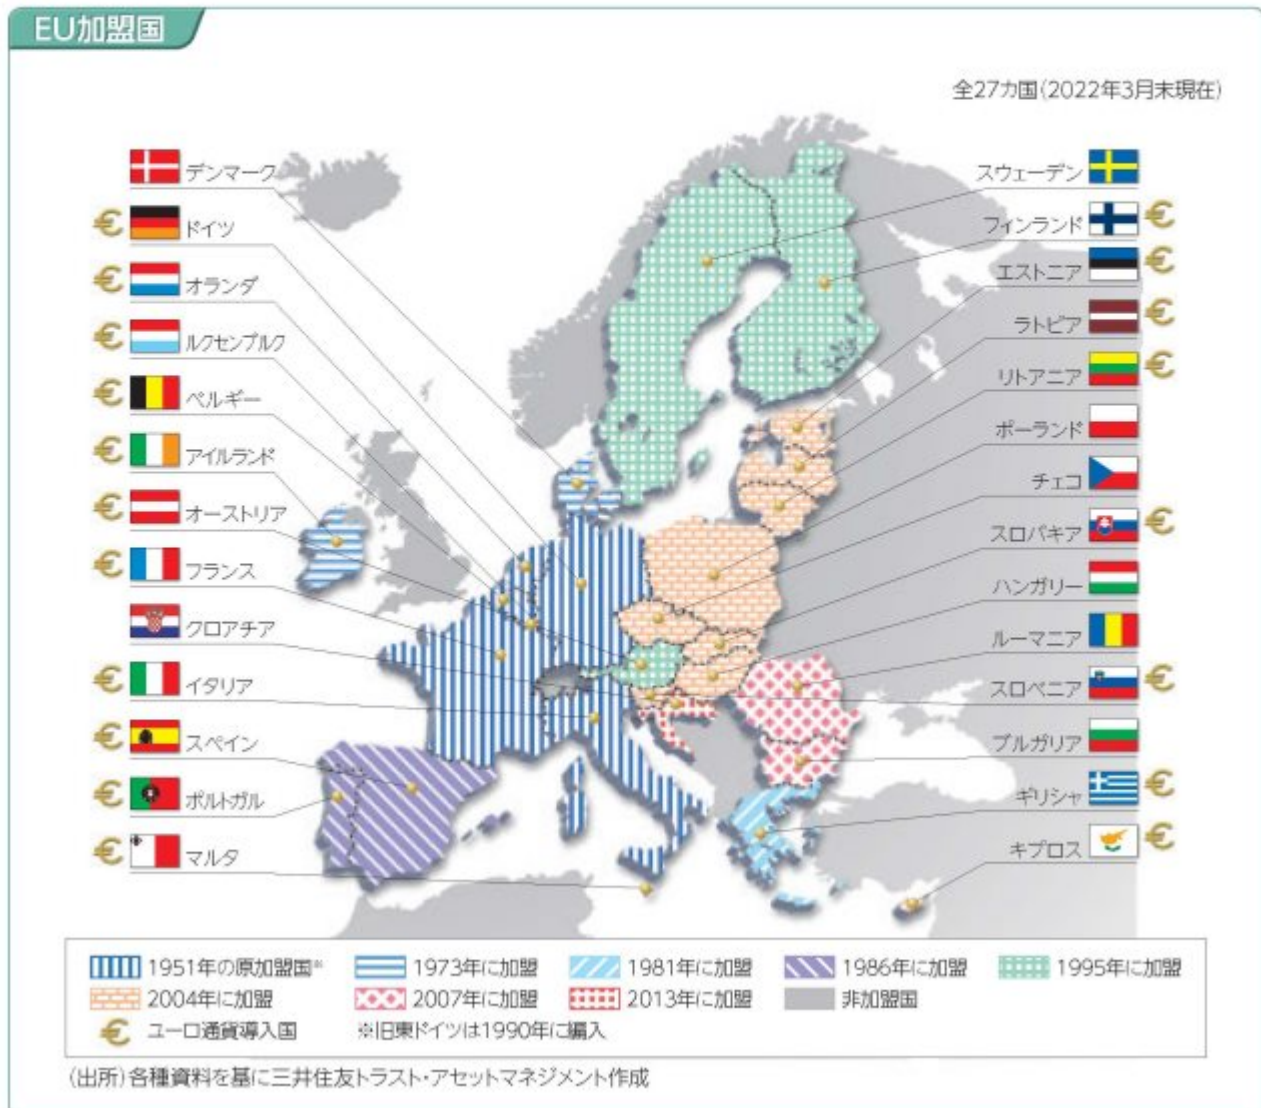 EU加盟国
全27カ国(2022年3月末現在)
デンマーク
ドイツ
オランダ
ルクセンブルク
ベルギー
アイルランド
オーストリア
フランス
クロアチア
イタリア
スペイン
ポルトガル
マルタ
スウェーデン
フィンランド
エストニア
ラトビア
リトアニア
ポーランド
チェコ
スロバキア
ハンガリー
ルーマニア
スロベニア
ブルガリア
ギリシャ
キプロス
1951年の原加盟国※ 1973年に加盟 1981年に加盟 1986年に加盟 1995年に加盟
2004年に加盟 2007年に加盟 2013年に加盟 非加盟国
€ ユーロ通貨導入国 ※旧東ドイツは1990年に編入
(出所)各種資料を基に三井住友トラスト・アセットマネジメント作成